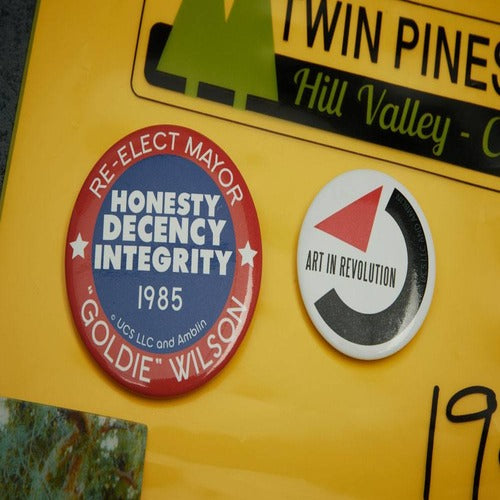 TWIN PINES
Hill Valley - C
RE-ELECT MAYOR
HONESTY
DECENCY
INTEGRITY
1985
© UCS LLC and Amblin
"GOLDIE" WILSON
ART IN REVOLUTION